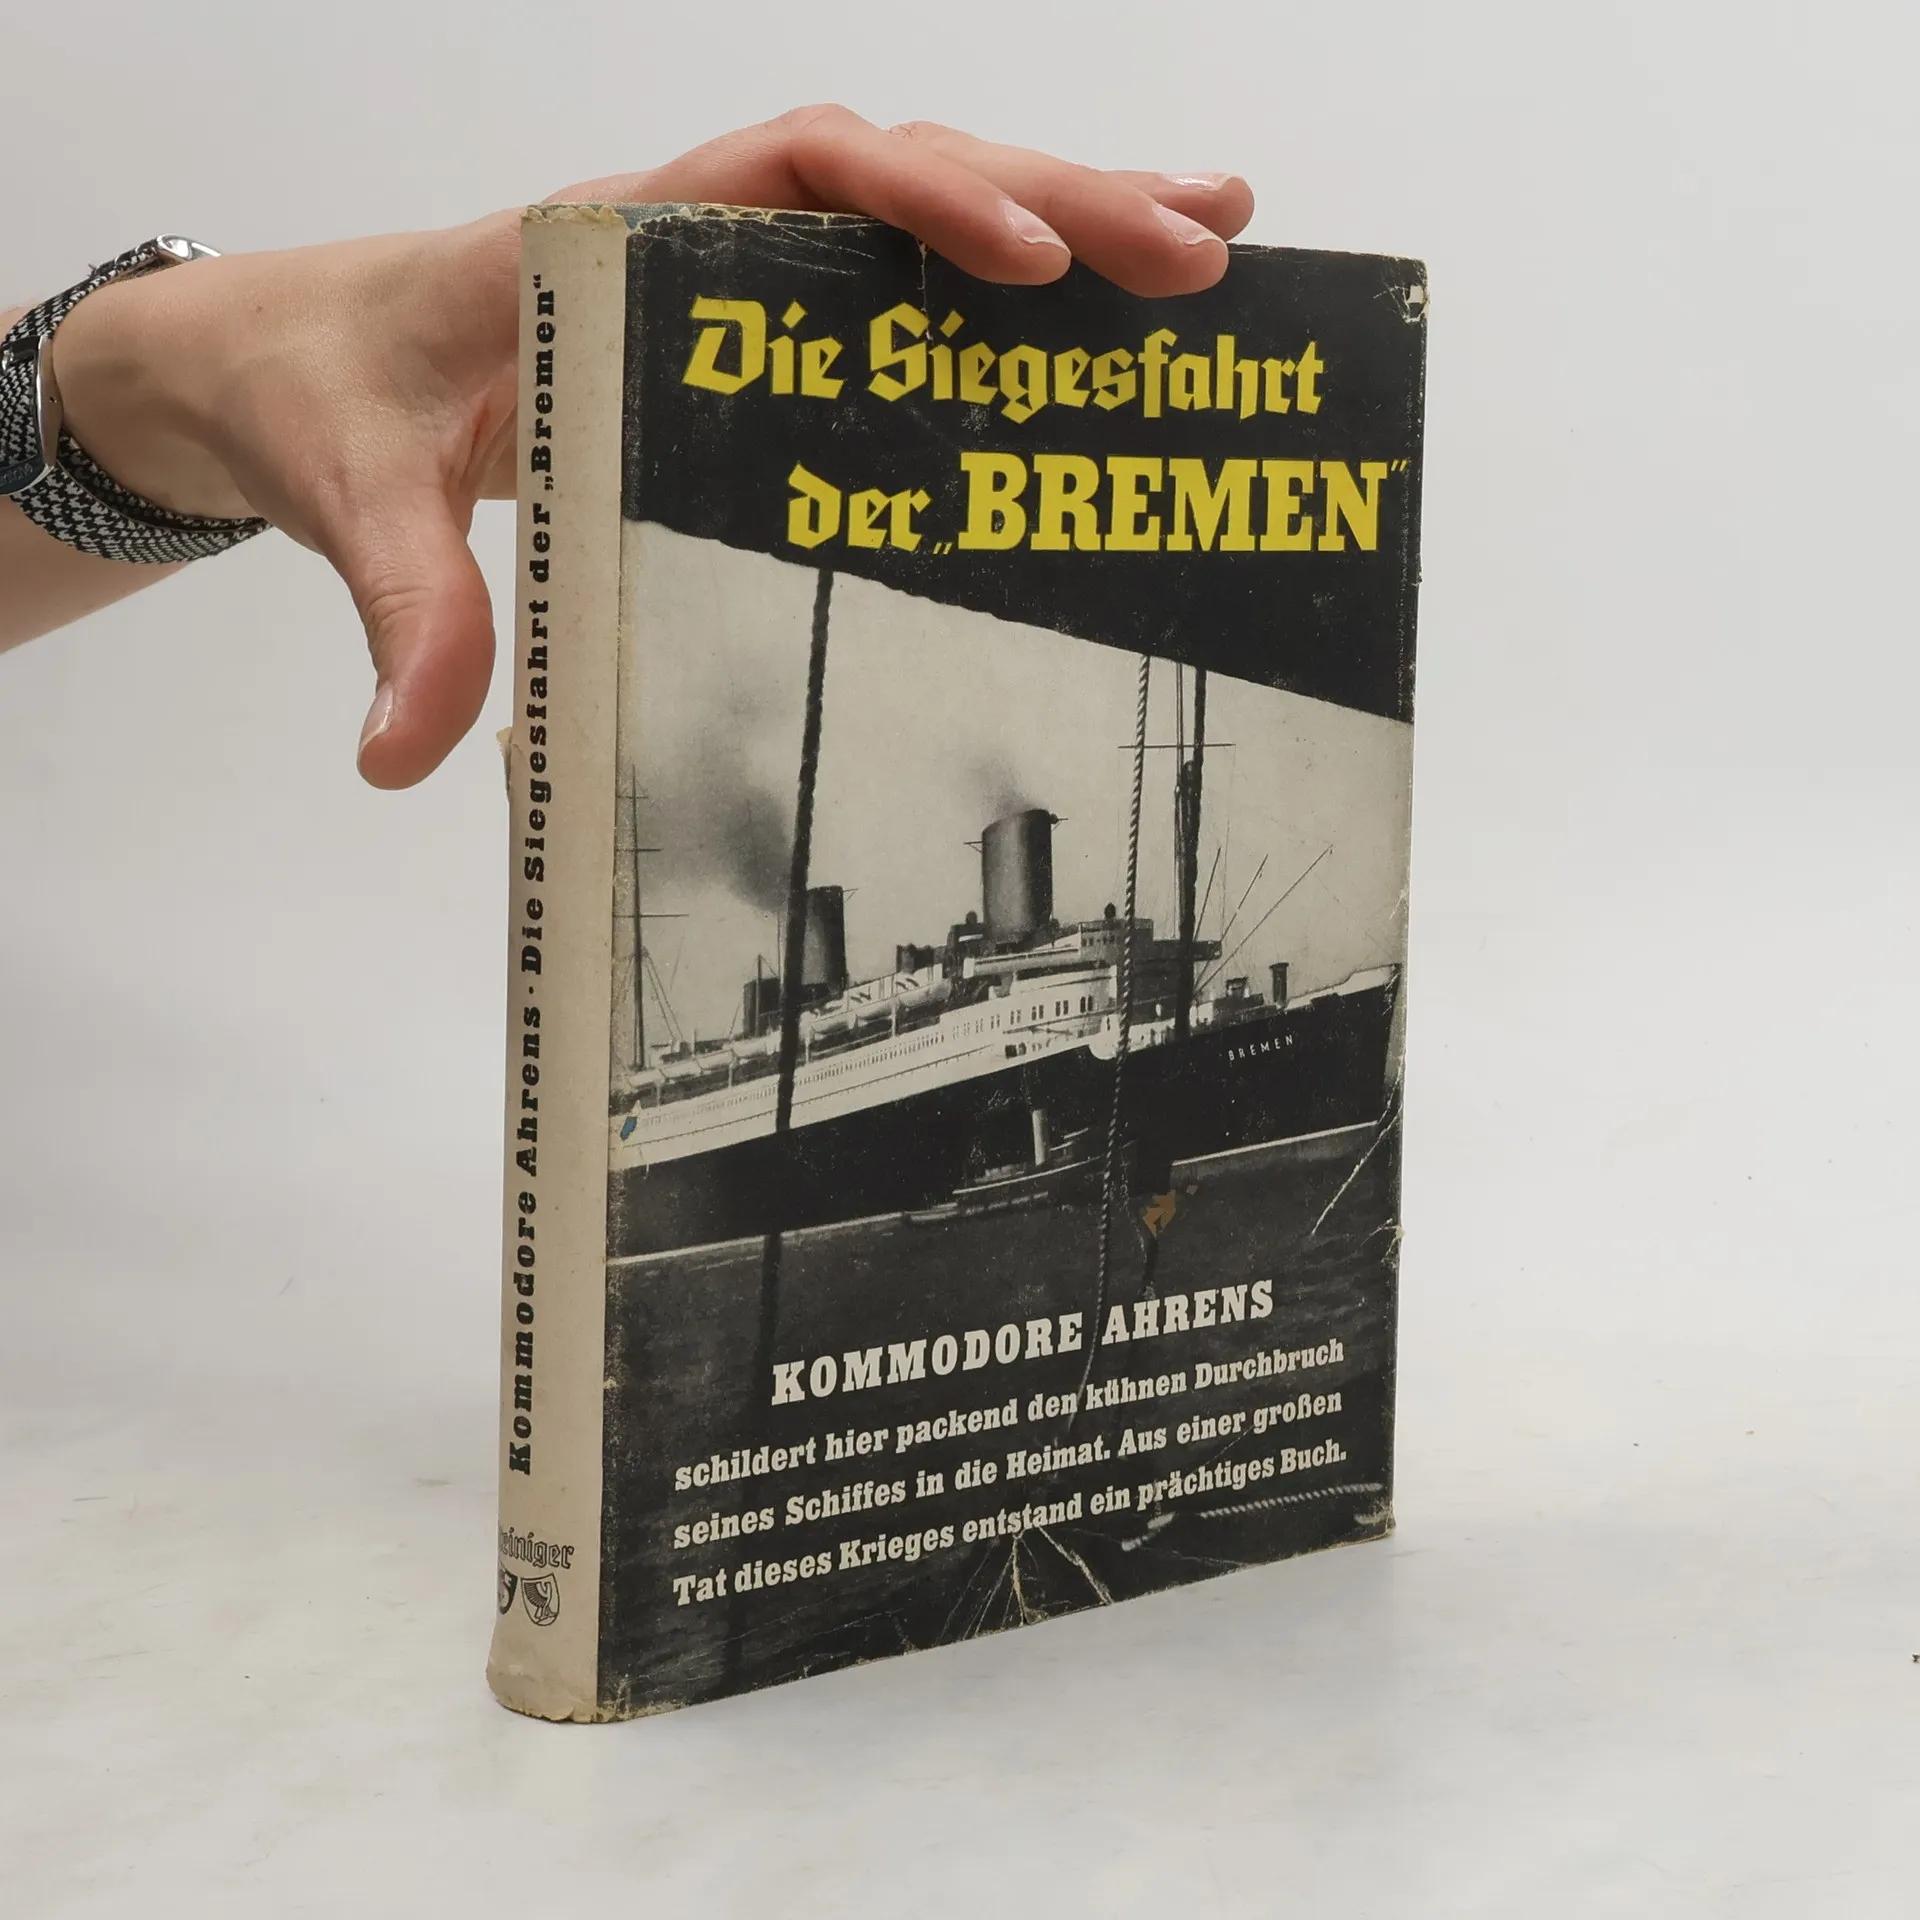 Die Siegesfahrt
der „BREMEN”
BREMEN
KOMMODORE AHRENS
schildert hier packend den kühnen Durchbruch
seines Schiffes in die Heimat. Aus einer großen
Tat dieses Krieges entstand ein prächtiges Buch.
Kommodore Ahrens · Die Siegesfahrt der „Bremen“